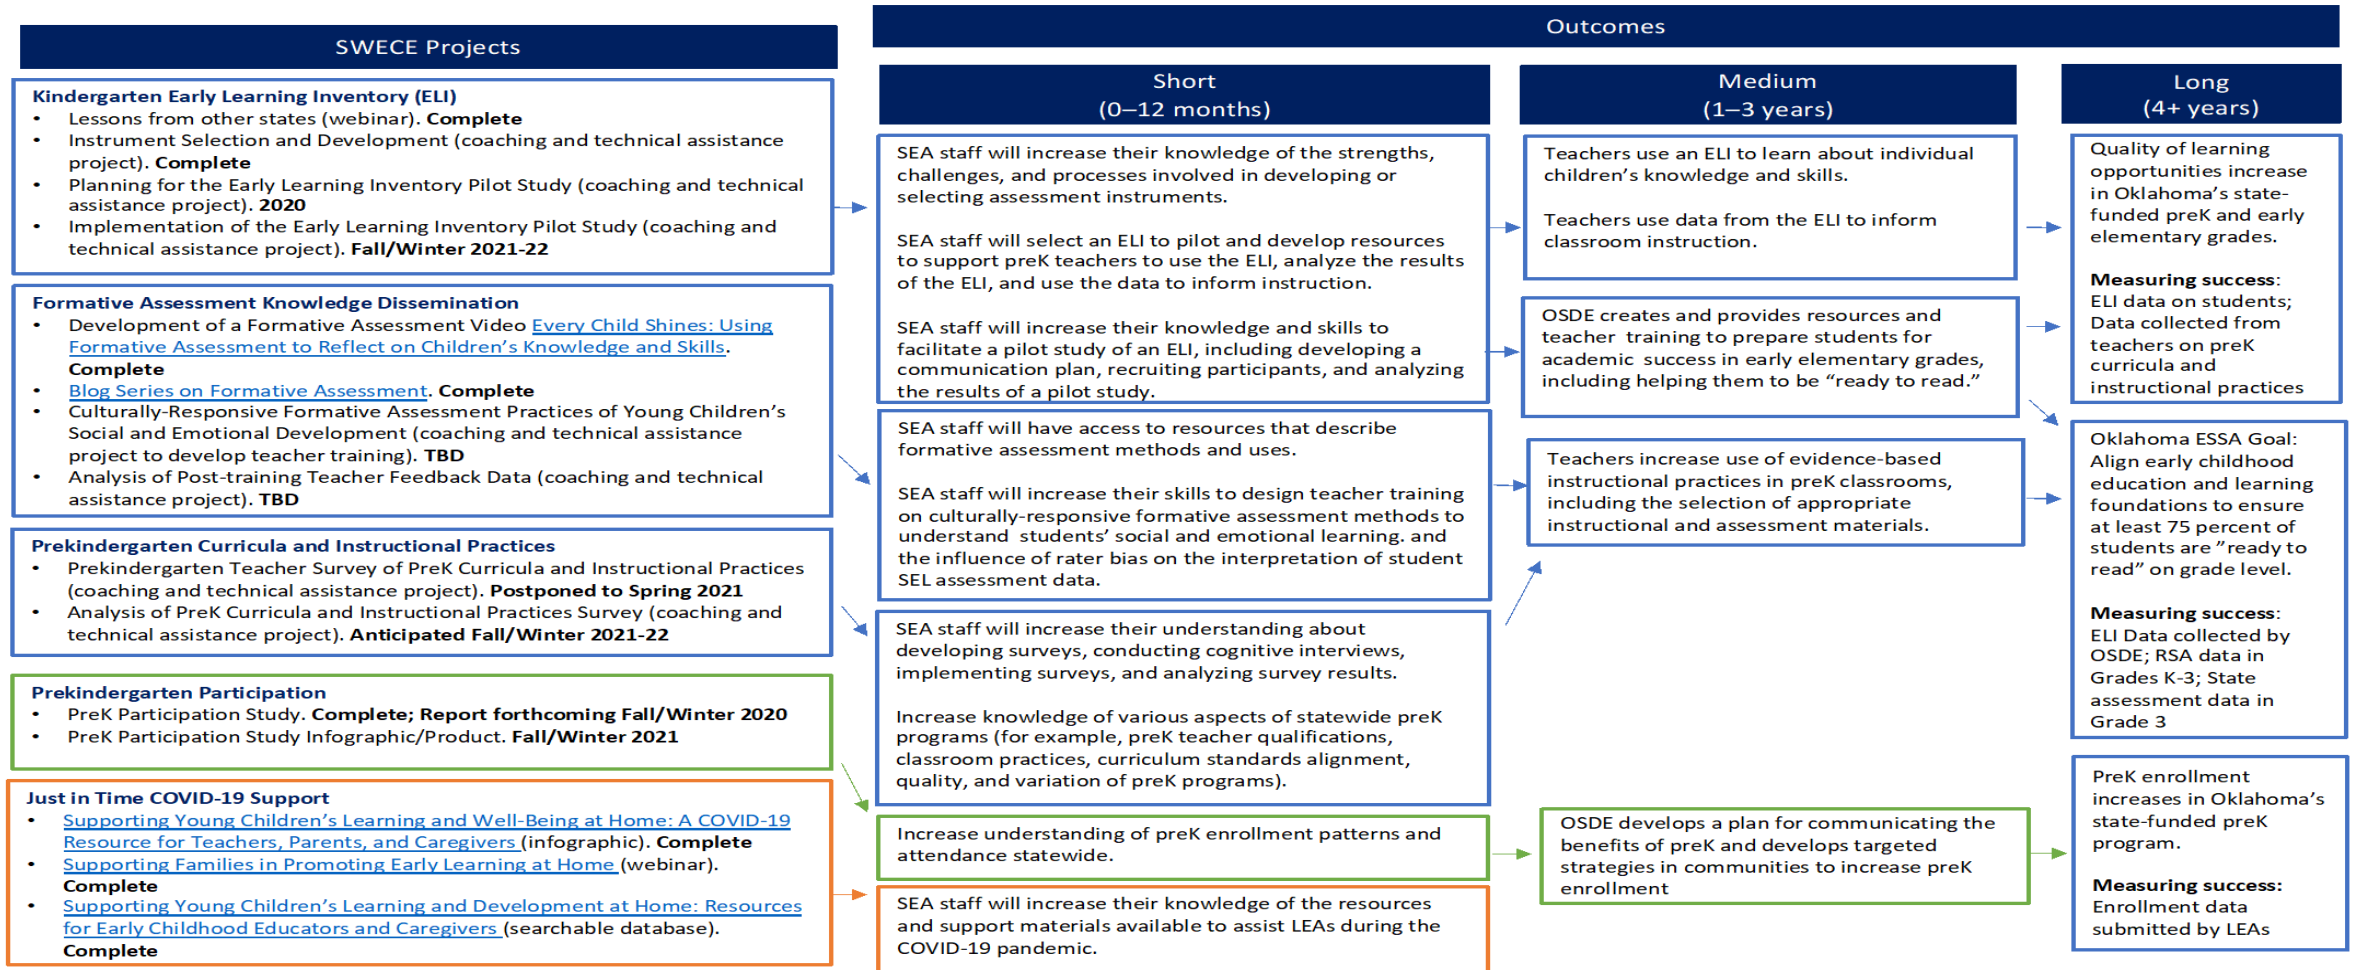 SWECE Projects
Kindergarten Early Learning Inventory (ELI)
• Lessons from other states (webinar). Complete
• Instrument Selection and Development (coaching and technical assistance
project). Complete
• Planning for the Early Learning Inventory Pilot Study (coaching and technical
assistance project). 2020
• Implementation of the Early Learning Inventory Pilot Study (coaching and
technical assistance project). Fall/Winter 2021-22
Formative Assessment Knowledge Dissemination
• Development of a Formative Assessment Video Every Child Shines: Using
Formative Assessment to Reflect on Children’s Knowledge and Skills.
Complete
• Blog Series on Formative Assessment. Complete
• Culturally-Responsive Formative Assessment Practices of Young Children’s
Social and Emotional Development (coaching and technical assistance
project to develop teacher training). TBD
• Analysis of Post-training Teacher Feedback Data (coaching and technical
assistance project). TBD
Prekindergarten Curricula and Instructional Practices
• Prekindergarten Teacher Survey of PreK Curricula and Instructional Practices
(coaching and technical assistance project). Postponed to Spring 2021
• Analysis of PreK Curricula and Instructional Practices Survey (coaching and
technical assistance project). Anticipated Fall/Winter 2021-22
Prekindergarten Participation
• PreK Participation Study. Complete; Report forthcoming Fall/Winter 2020
• PreK Participation Study Infographic/Product. Fall/Winter 2021
Just in Time COVID-19 Support
• Supporting Young Children’s Learning and Well-Being at Home: A COVID-19
Resource for Teachers, Parents, and Caregivers (infographic). Complete
• Supporting Families in Promoting Early Learning at Home (webinar).
Complete
• Supporting Young Children’s Learning and Development at Home: Resources
for Early Childhood Educators and Caregivers (searchable database).
Complete
Outcomes
Short
(0–12 months)
SEA staff will increase their knowledge of the strengths,
challenges, and processes involved in developing or
selecting assessment instruments.
SEA staff will select an ELI to pilot and develop resources
to support preK teachers to use the ELI, analyze the results
of the ELI, and use the data to inform instruction.
SEA staff will increase their knowledge and skills to
facilitate a pilot study of an ELI, including developing a
communication plan, recruiting participants, and analyzing
the results of a pilot study.
SEA staff will have access to resources that describe
formative assessment methods and uses.
SEA staff will increase their skills to design teacher training
on culturally-responsive formative assessment methods to
understand students’ social and emotional learning. and
the influence of rater bias on the interpretation of student
SEL assessment data.
SEA staff will increase their understanding about
developing surveys, conducting cognitive interviews,
implementing surveys, and analyzing survey results.
Increase knowledge of various aspects of statewide preK
programs (for example, preK teacher qualifications,
classroom practices, curriculum standards alignment,
quality, and variation of preK programs).
Increase understanding of preK enrollment patterns and
attendance statewide.
SEA staff will increase their knowledge of the resources
and support materials available to assist LEAs during the
COVID-19 pandemic.
Medium
(1–3 years)
Teachers use an ELI to learn about individual
children’s knowledge and skills.
Teachers use data from the ELI to inform
classroom instruction.
OSDE creates and provides resources and
teacher training to prepare students for
academic success in early elementary grades,
including helping them to be “ready to read.”
Teachers increase use of evidence-based
instructional practices in preK classrooms,
including the selection of appropriate
instructional and assessment materials.
OSDE develops a plan for communicating the
benefits of preK and develops targeted
strategies in communities to increase preK
enrollment
Long
(4+ years)
Quality of learning
opportunities increase
in Oklahoma’s state-
funded preK and early
elementary grades.
Measuring success:
ELI data on students;
Data collected from
teachers on preK
curricula and
instructional practices
Oklahoma ESSA Goal:
Align early childhood
education and learning
foundations to ensure
at least 75 percent of
students are ”ready to
read” on grade level.
Measuring success:
ELI Data collected by
OSDE; RSA data in
Grades K-3; State
assessment data in
Grade 3
PreK enrollment
increases in Oklahoma’s
state-funded preK
program.
Measuring success:
Enrollment data
submitted by LEAs